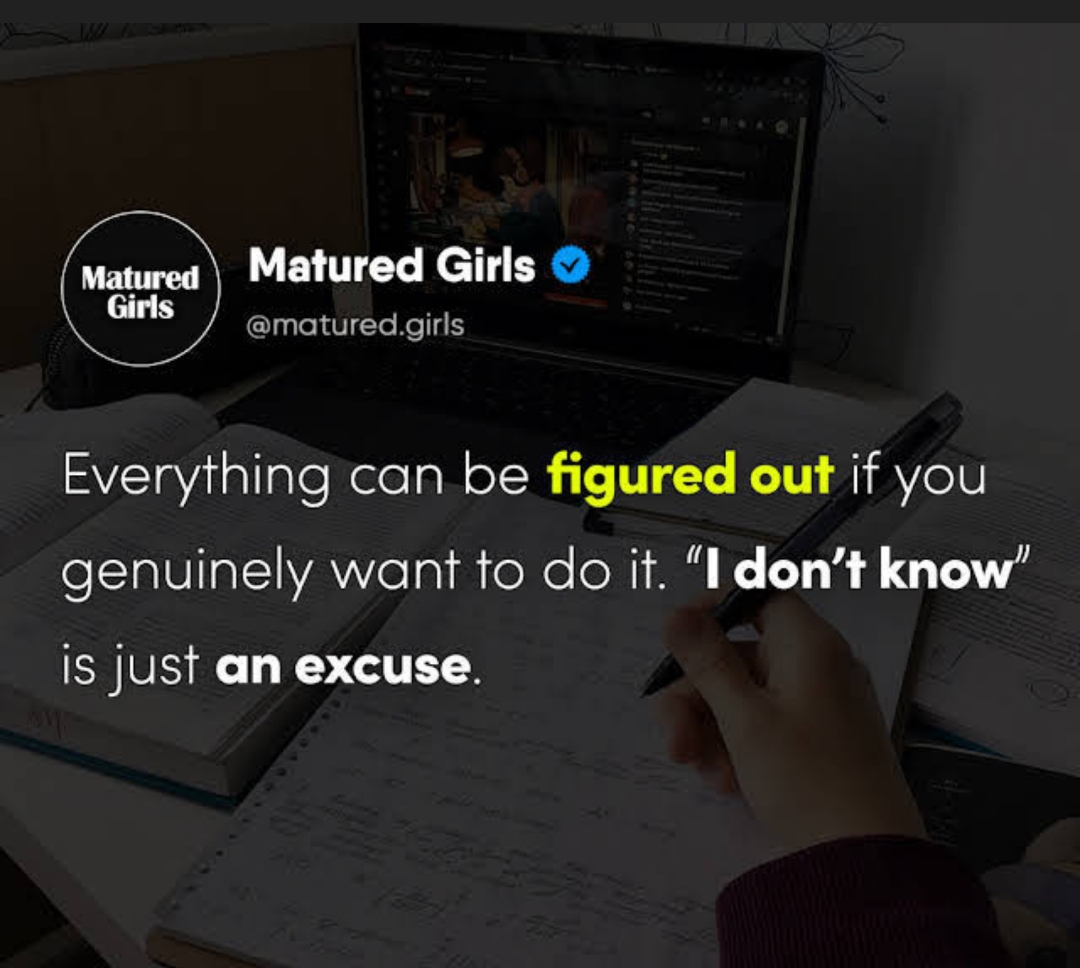 Matured
Girls
Matured Girls
@matured.girls
Everything can be figured out if you
genuinely want to do it. “I don’t know”
is just an excuse.